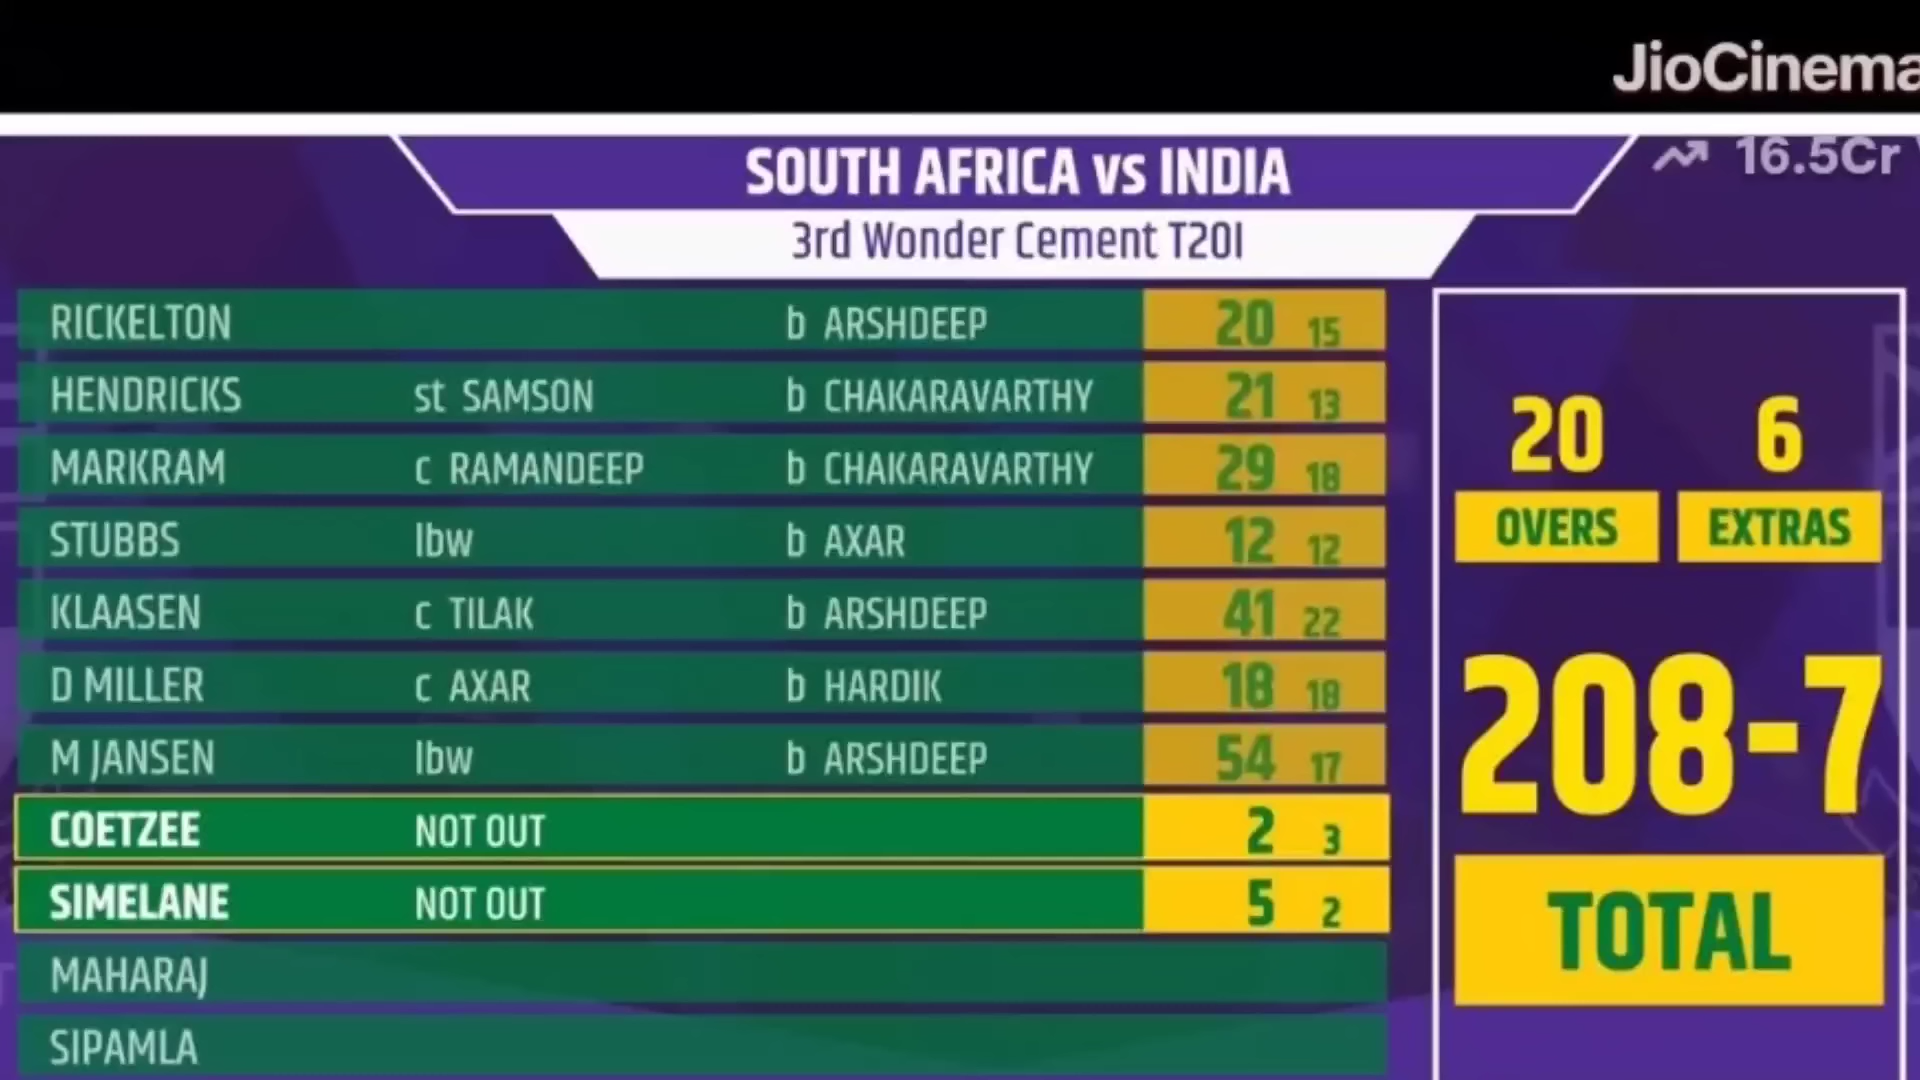 JioCinema
16.5Cr
SOUTH AFRICA vs INDIA
3rd Wonder Cement T20I
RICKELTON b ARSHDEEP 20 15
HENDRICKS st SAMSON b CHAKARAVARTHY 21 13
MARKRAM c RAMANDEEP b CHAKARAVARTHY 29 18
STUBBS lbw b AXAR 12 12
KLAASEN c TILAK b ARSHDEEP 41 22
D MILLER c AXAR b HARDIK 18 18
M JANSEN lbw b ARSHDEEP 54 17
COETZEE NOT OUT 2 3
SIMELANE NOT OUT 5 2
MAHARAJ
SIPAMLA
20 6
OVERS EXTRAS
208-7
TOTAL